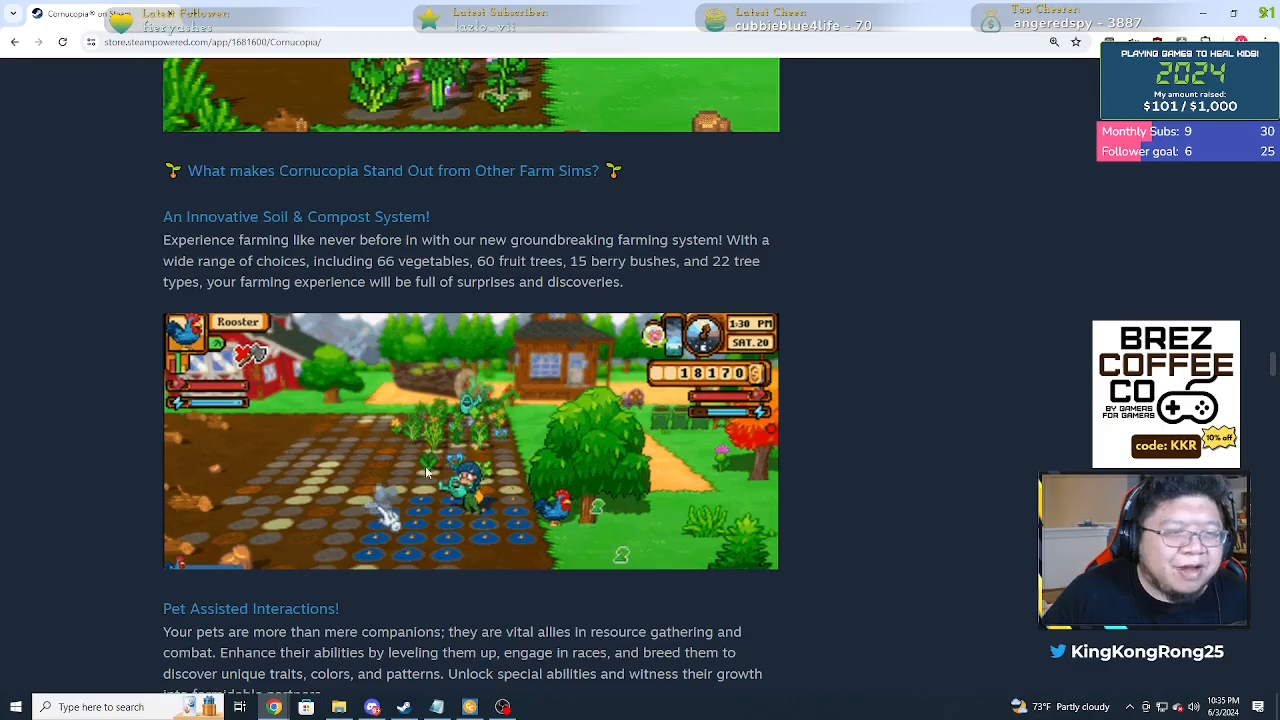 Cornucopia on
Latest Follower:
fieryashes
Latest Subscriber:
lazlo_vii
Latest Cheer:
cubbieblue4life - 70
Top Cheerer:
angeredspy - 3887
91
store.steampowered.com/app/1681600/Cornucopia/
PLAYING GAMES TO HEAL KIDS!
2024
My amount raised:
$101 / $1,000
Monthly Subs: 9 30
Follower goal: 6 25
What makes Cornucopia Stand Out from Other Farm Sims?
An Innovative Soil & Compost System!
Experience farming like never before in with our new groundbreaking farming system! With a
wide range of choices, including 66 vegetables, 60 fruit trees, 15 berry bushes, and 22 tree
types, your farming experience will be full of surprises and discoveries.
Rooster
1:30 PM
SAT. 20
18170
BREZ
COFFEE
CO
BY GAMERS
FOR GAMERS
code: KKR
10% off
Pet Assisted Interactions!
Your pets are more than mere companions; they are vital allies in resource gathering and
combat. Enhance their abilities by leveling them up, engage in races, and breed them to
discover unique traits, colors, and patterns. Unlock special abilities and witness their growth
into formidable partners.
KingKongRong25
Type here to search
73°F Partly cloudy
10:35 PM
6/3/2024